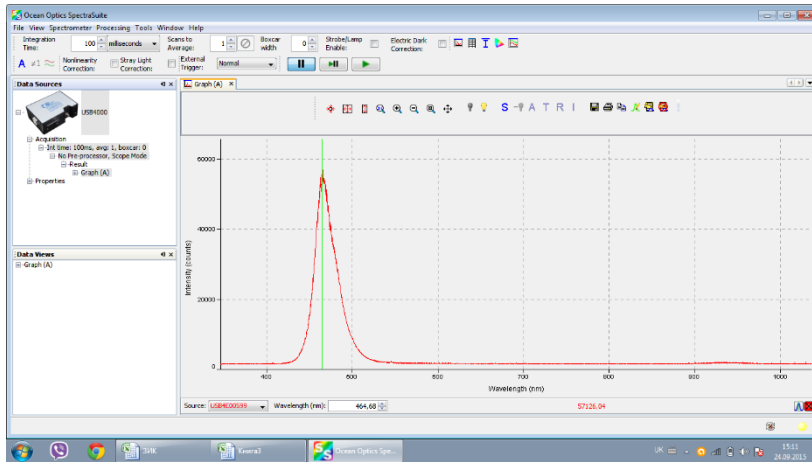 Ocean Optics SpectraSuite
File View Spectrometer Processing Tools Window Help
Integration Time: 100 milliseconds Scans to Average: 1 Boxcar width 0 Strobe/Lamp Enable: Electric Dark Correction:
A ≠1 Nonlinearity Correction: Stray Light Correction: External Trigger: Normal
Data Sources
Graph (A)
USB4000
S A T R I
Acquisition
Int time: 100ms, avg: 1, boxcar: 0
No Pre-processor, Scope Mode
Result
Graph (A)
Properties
Data Views
Graph (A)
60000
40000
20000
0
Intensity (counts)
400 500 600 700 800 900 1000
Wavelength (nm)
Source: USB4E00599 Wavelength (nm): 464,68 57126,04
ЗИК
Книга3
Ocean Optics Spe...
UK
15:11
24.09.2015